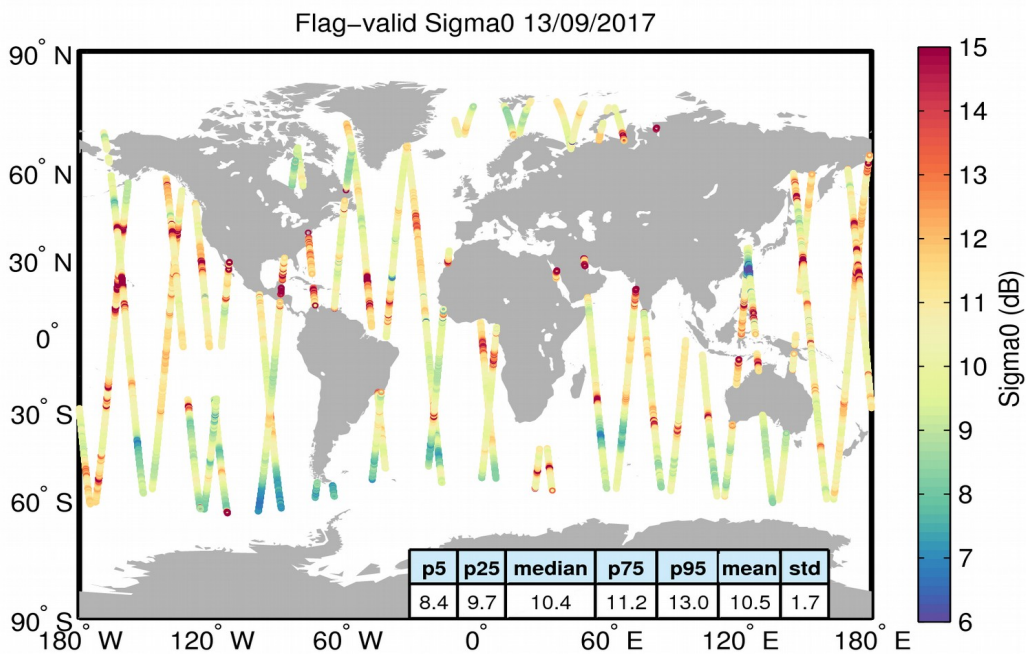 Flag−valid Sigma0 13/09/2017
90° N
60° N
30° N
0°
30° S
60° S
90° S
180° W
120° W
60° W
0°
60° E
120° E
180° E
15
14
13
12
11
10
9
8
7
6
Sigma0 (dB)
p5 p25 median p75 p95 mean std
8.4 9.7 10.4 11.2 13.0 10.5 1.7